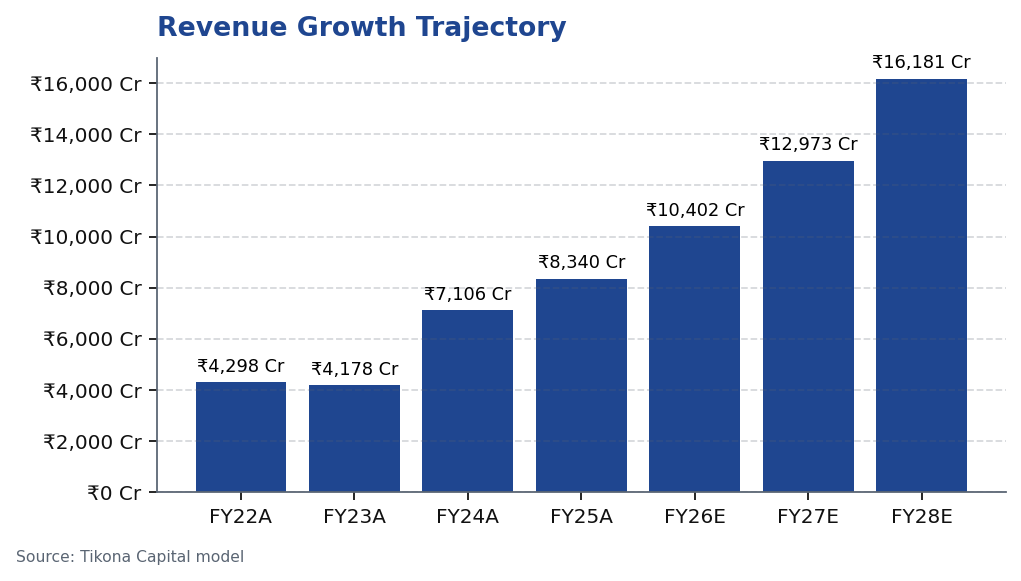 Revenue Growth Trajectory
₹16,000 Cr
₹14,000 Cr
₹12,000 Cr
₹10,000 Cr
₹8,000 Cr
₹6,000 Cr
₹4,000 Cr
₹2,000 Cr
₹0 Cr
₹4,298 Cr
₹4,178 Cr
₹7,106 Cr
₹8,340 Cr
₹10,402 Cr
₹12,973 Cr
₹16,181 Cr
FY22A
FY23A
FY24A
FY25A
FY26E
FY27E
FY28E
Source: Tikona Capital model